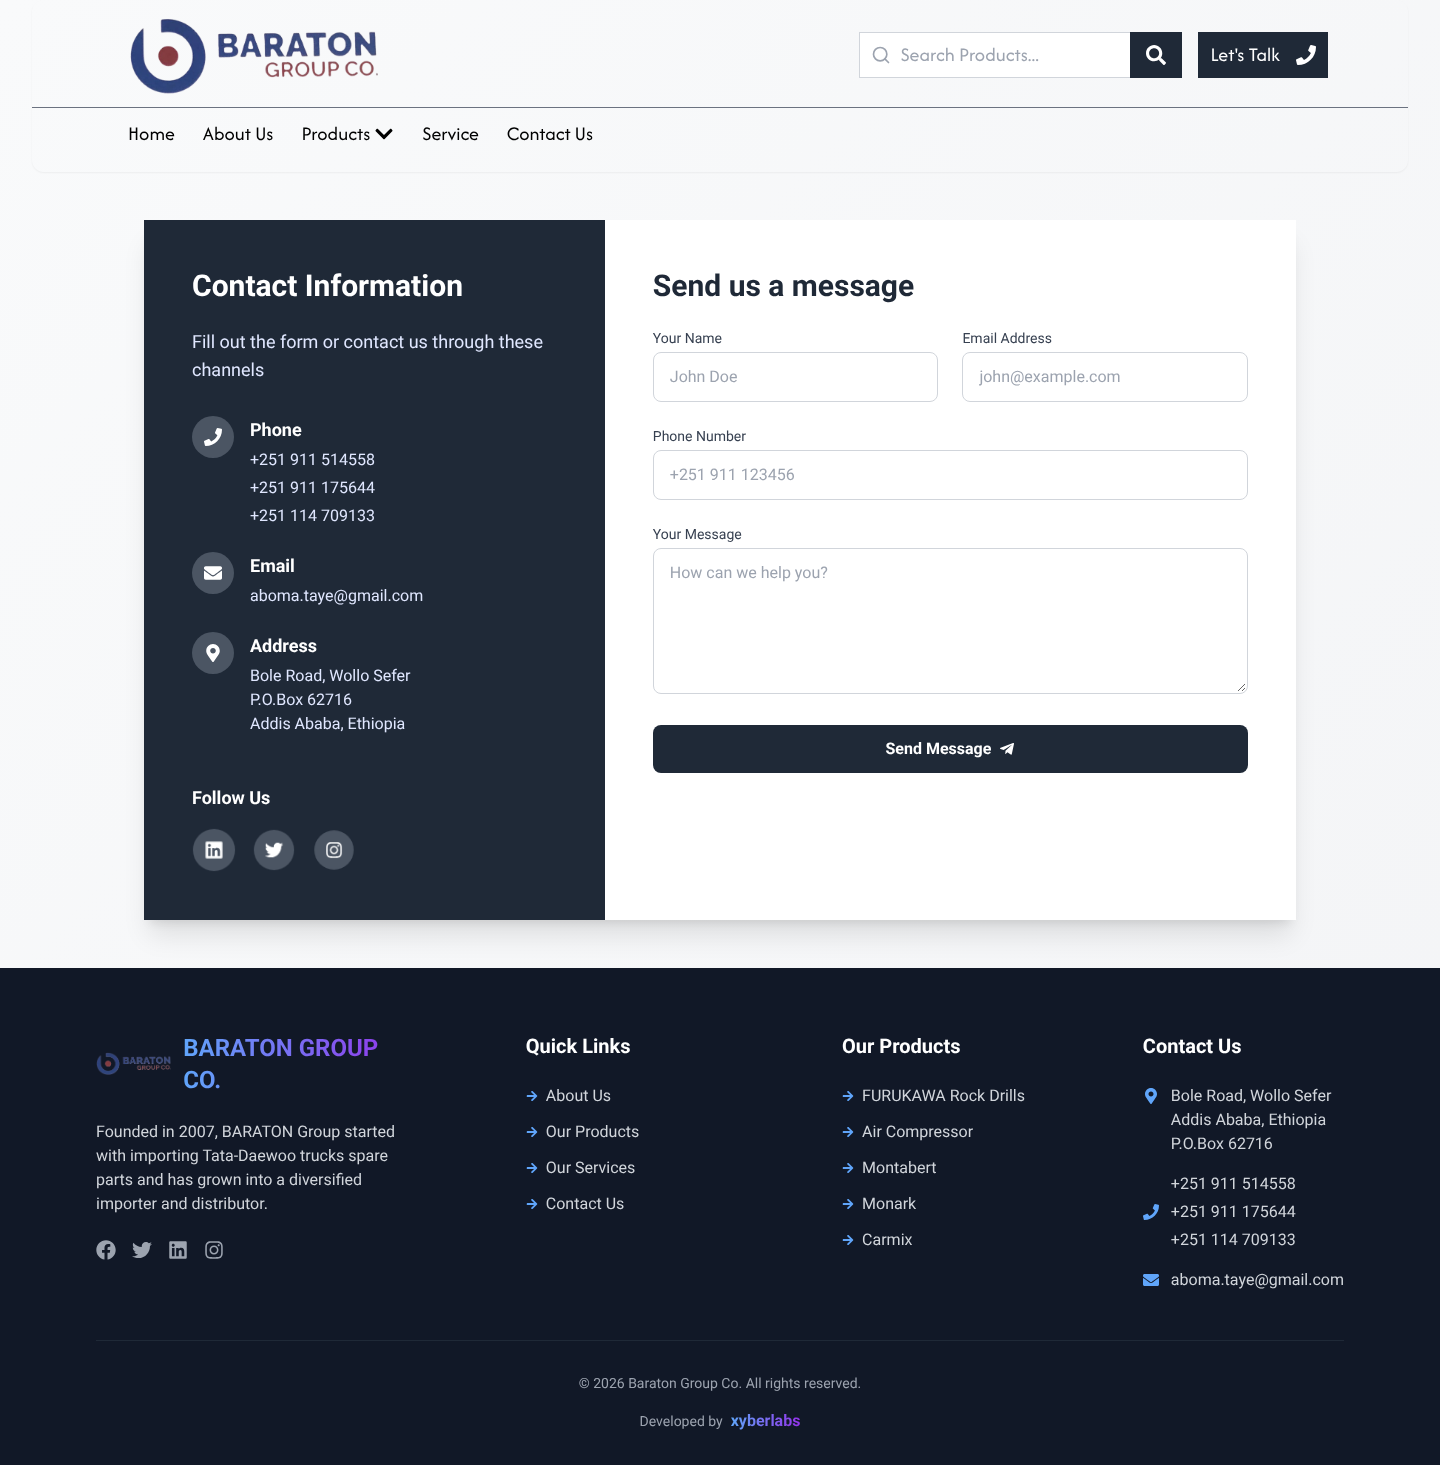 BARATON
GROUP CO.
Search Products...
Let's Talk
Home
About Us
Products
Service
Contact Us
Contact Information
Fill out the form or contact us through these
channels
Phone
+251 911 514558
+251 911 175644
+251 114 709133
Email
aboma.taye@gmail.com
Address
Bole Road, Wollo Sefer
P.O.Box 62716
Addis Ababa, Ethiopia
Follow Us
Send us a message
Your Name
John Doe
Email Address
john@example.com
Phone Number
+251 911 123456
Your Message
How can we help you?
Send Message
BARATON
GROUP CO.
BARATON GROUP
CO.
Founded in 2007, BARATON Group started
with importing Tata-Daewoo trucks spare
parts and has grown into a diversified
importer and distributor.
Quick Links
About Us
Our Products
Our Services
Contact Us
Our Products
FURUKAWA Rock Drills
Air Compressor
Montabert
Monark
Carmix
Contact Us
Bole Road, Wollo Sefer
Addis Ababa, Ethiopia
P.O.Box 62716
+251 911 514558
+251 911 175644
+251 114 709133
aboma.taye@gmail.com
© 2026 Baraton Group Co. All rights reserved.
Developed by xyberlabs